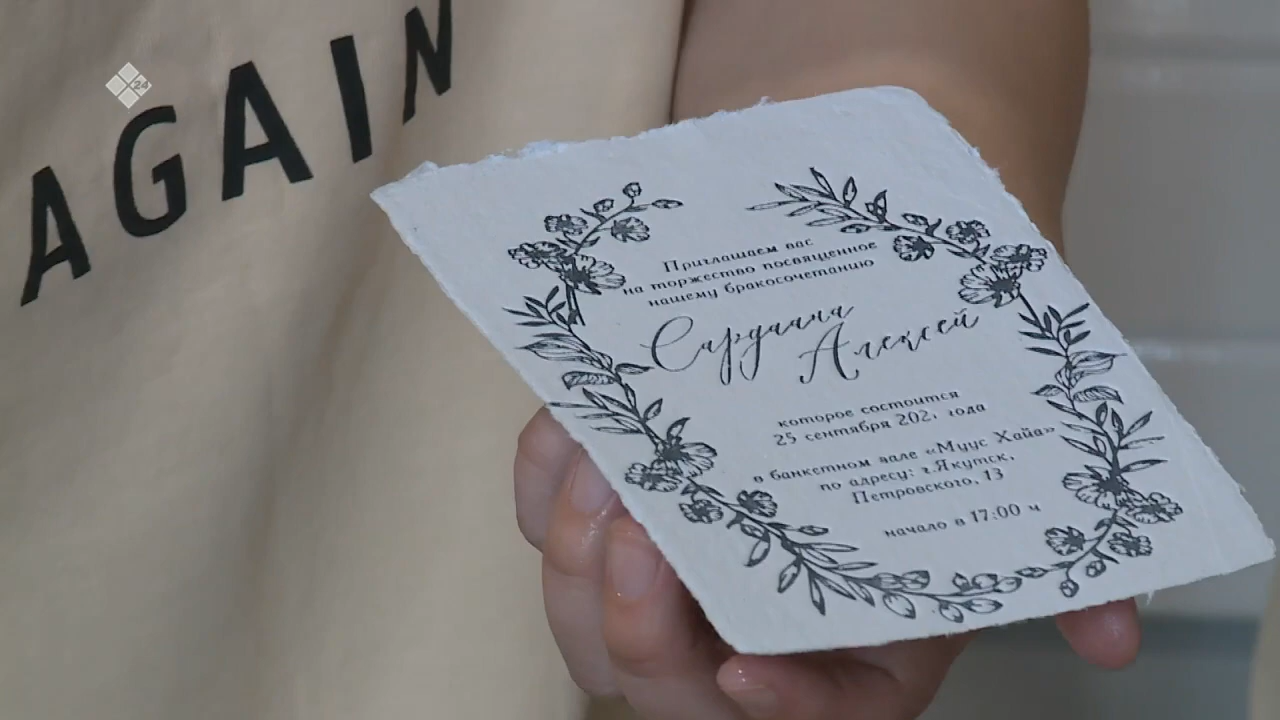 AGAIN
24
Приглашаем вас
на торжество посвященное
нашему бракосочетанию
Сардаана
Алексей
которое состоится
25 сентября года
в банкетном зале «Муус Хайа»
по адресу: г.Якутск,
Петровского, 13
начало в 17:00 ч